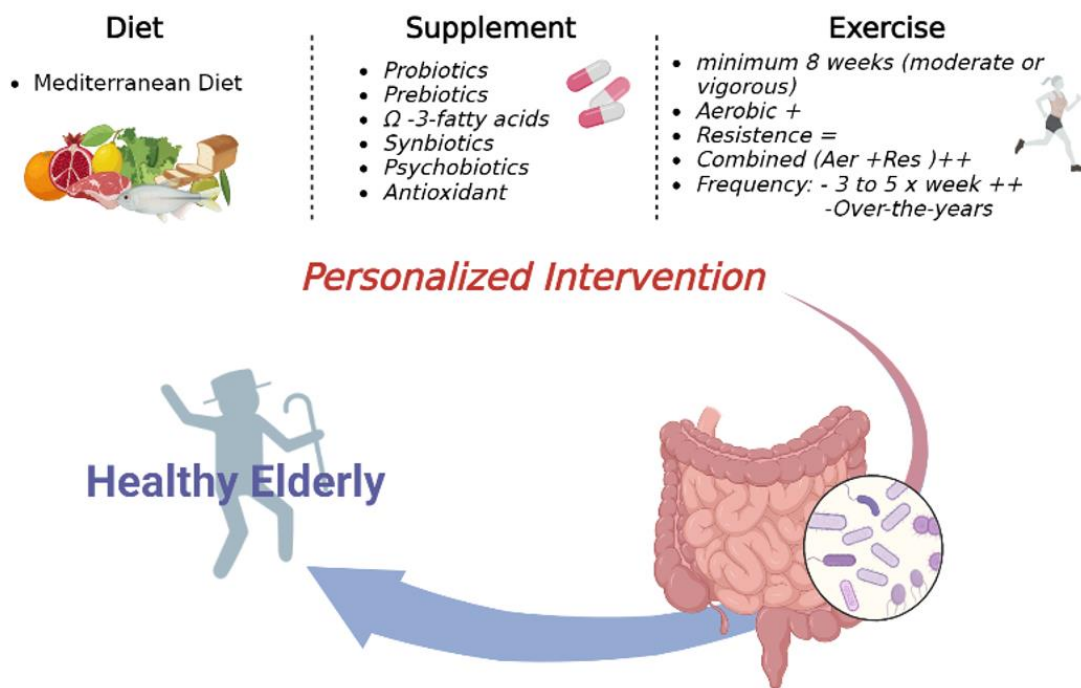 Diet
• Mediterranean Diet
Supplement
• Probiotics
• Prebiotics
• Ω -3-fatty acids
• Synbiotics
• Psychobiotics
• Antioxidant
Exercise
• minimum 8 weeks (moderate or
vigorous)
• Aerobic +
• Resistence =
• Combined (Aer +Res )++
• Frequency: - 3 to 5 x week ++
-Over-the-years
Personalized Intervention
Healthy Elderly